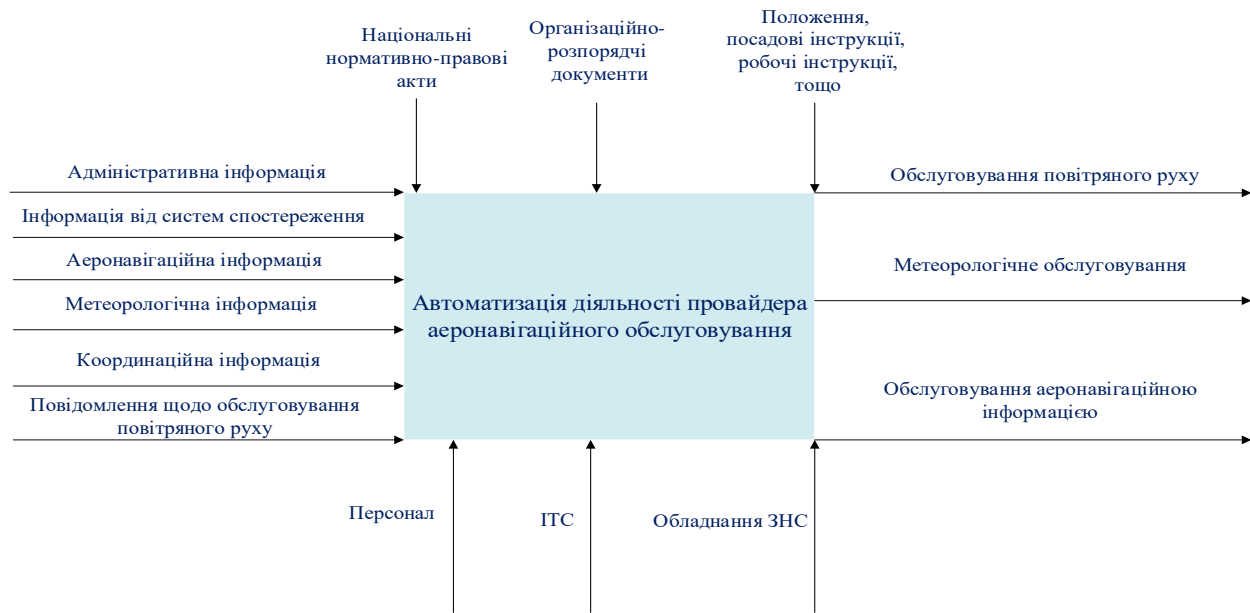 Національні
нормативно-правові
акти
Організаційно-
розпорядчі
документи
Положення,
посадові інструкції,
робочі інструкції,
тощо
Адміністративна інформація
Інформація від систем спостереження
Аеронавігаційна інформація
Метеорологічна інформація
Координаційна інформація
Повідомлення щодо обслуговування
повітряного руху
Автоматизація діяльності провайдера
аеронавігаційного обслуговування
Обслуговування повітряного руху
Метеорологічне обслуговування
Обслуговування аеронавігаційною
інформацією
Персонал
ІТС
Обладнання ЗНС